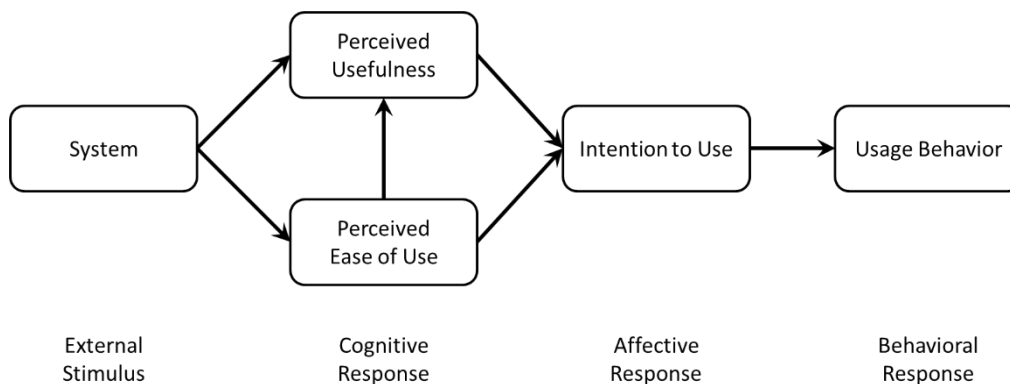 Perceived
Usefulness
System
Intention to Use
Usage Behavior
Perceived
Ease of Use
External
Stimulus
Cognitive
Response
Affective
Response
Behavioral
Response